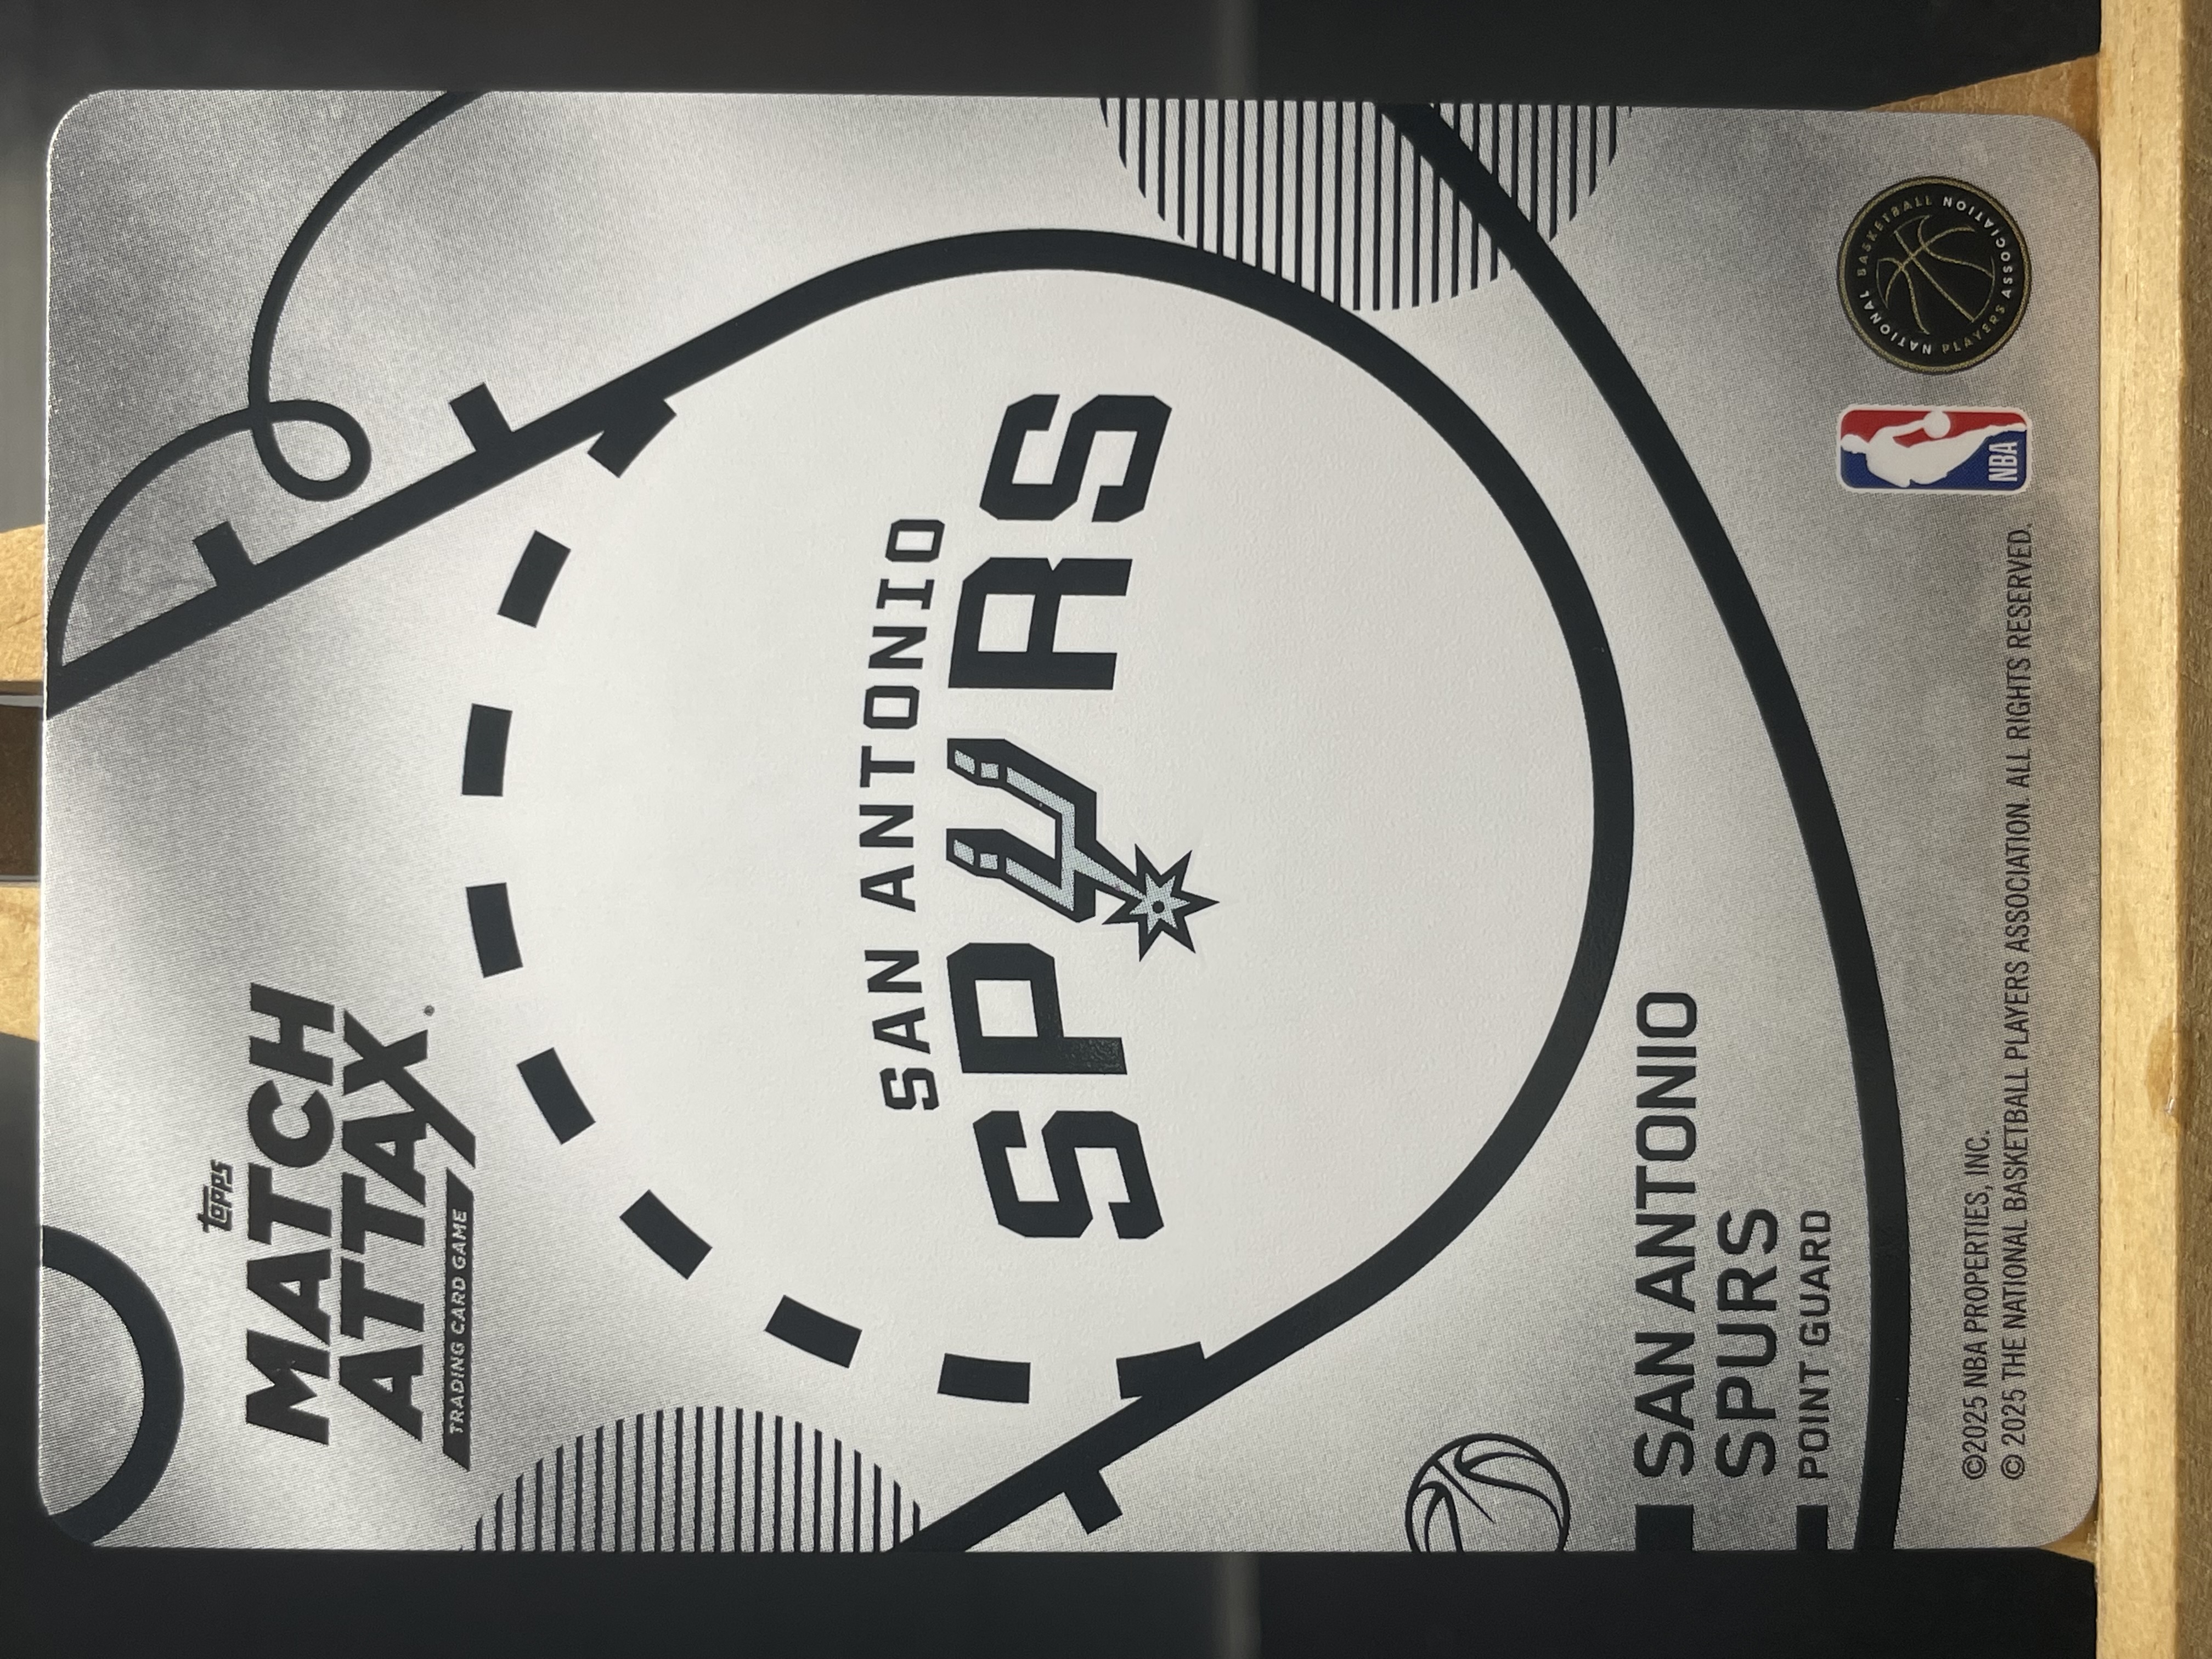 topps
MATCH
ATTAX®
TRADING CARD GAME
SAN ANTONIO
SPURS
SAN ANTONIO
SPURS
POINT GUARD
©2025 NBA PROPERTIES, INC.
© 2025 THE NATIONAL BASKETBALL PLAYERS ASSOCIATION. ALL RIGHTS RESERVED.
NBA
NATIONAL BASKETBALL ASSOCIATION
PLAYERS